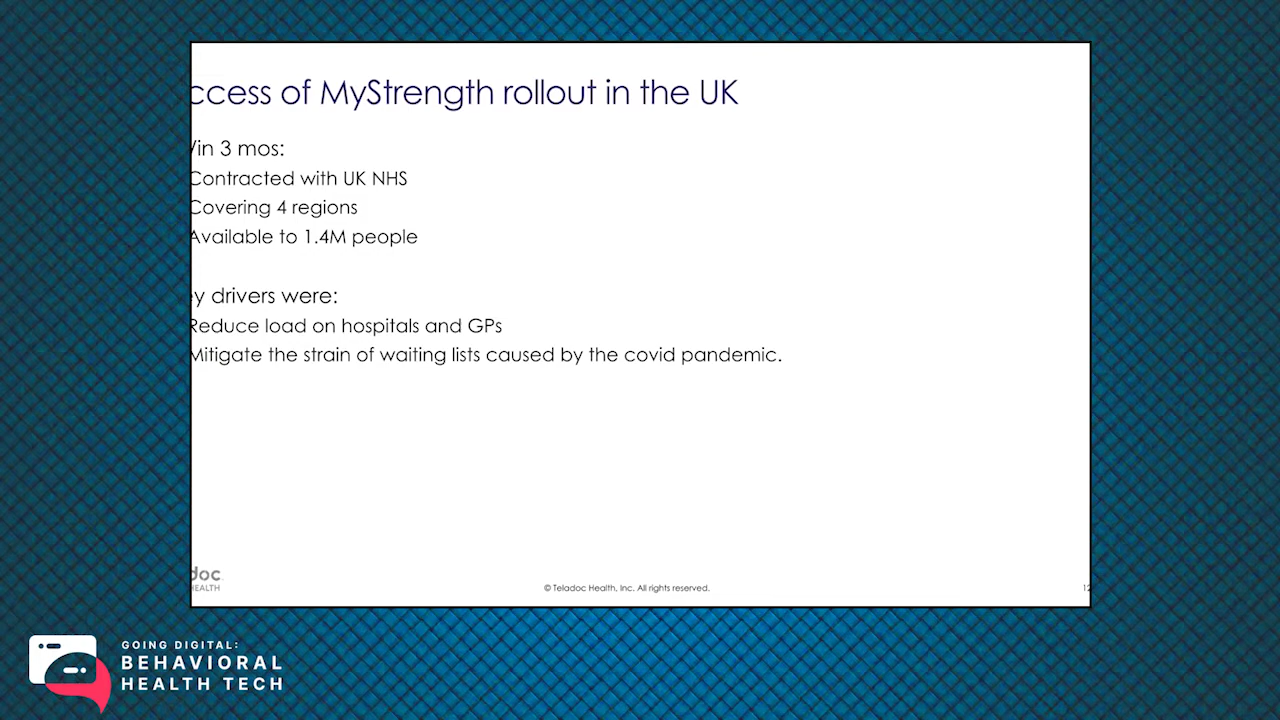 ccess of MyStrength rollout in the UK
in 3 mos:
Contracted with UK NHS
Covering 4 regions
Available to 1.4M people
y drivers were:
Reduce load on hospitals and GPs
Mitigate the strain of waiting lists caused by the covid pandemic.
doc
HEALTH
© Teladoc Health, Inc. All rights reserved.
12
GOING DIGITAL:
BEHAVIORAL
HEALTH TECH